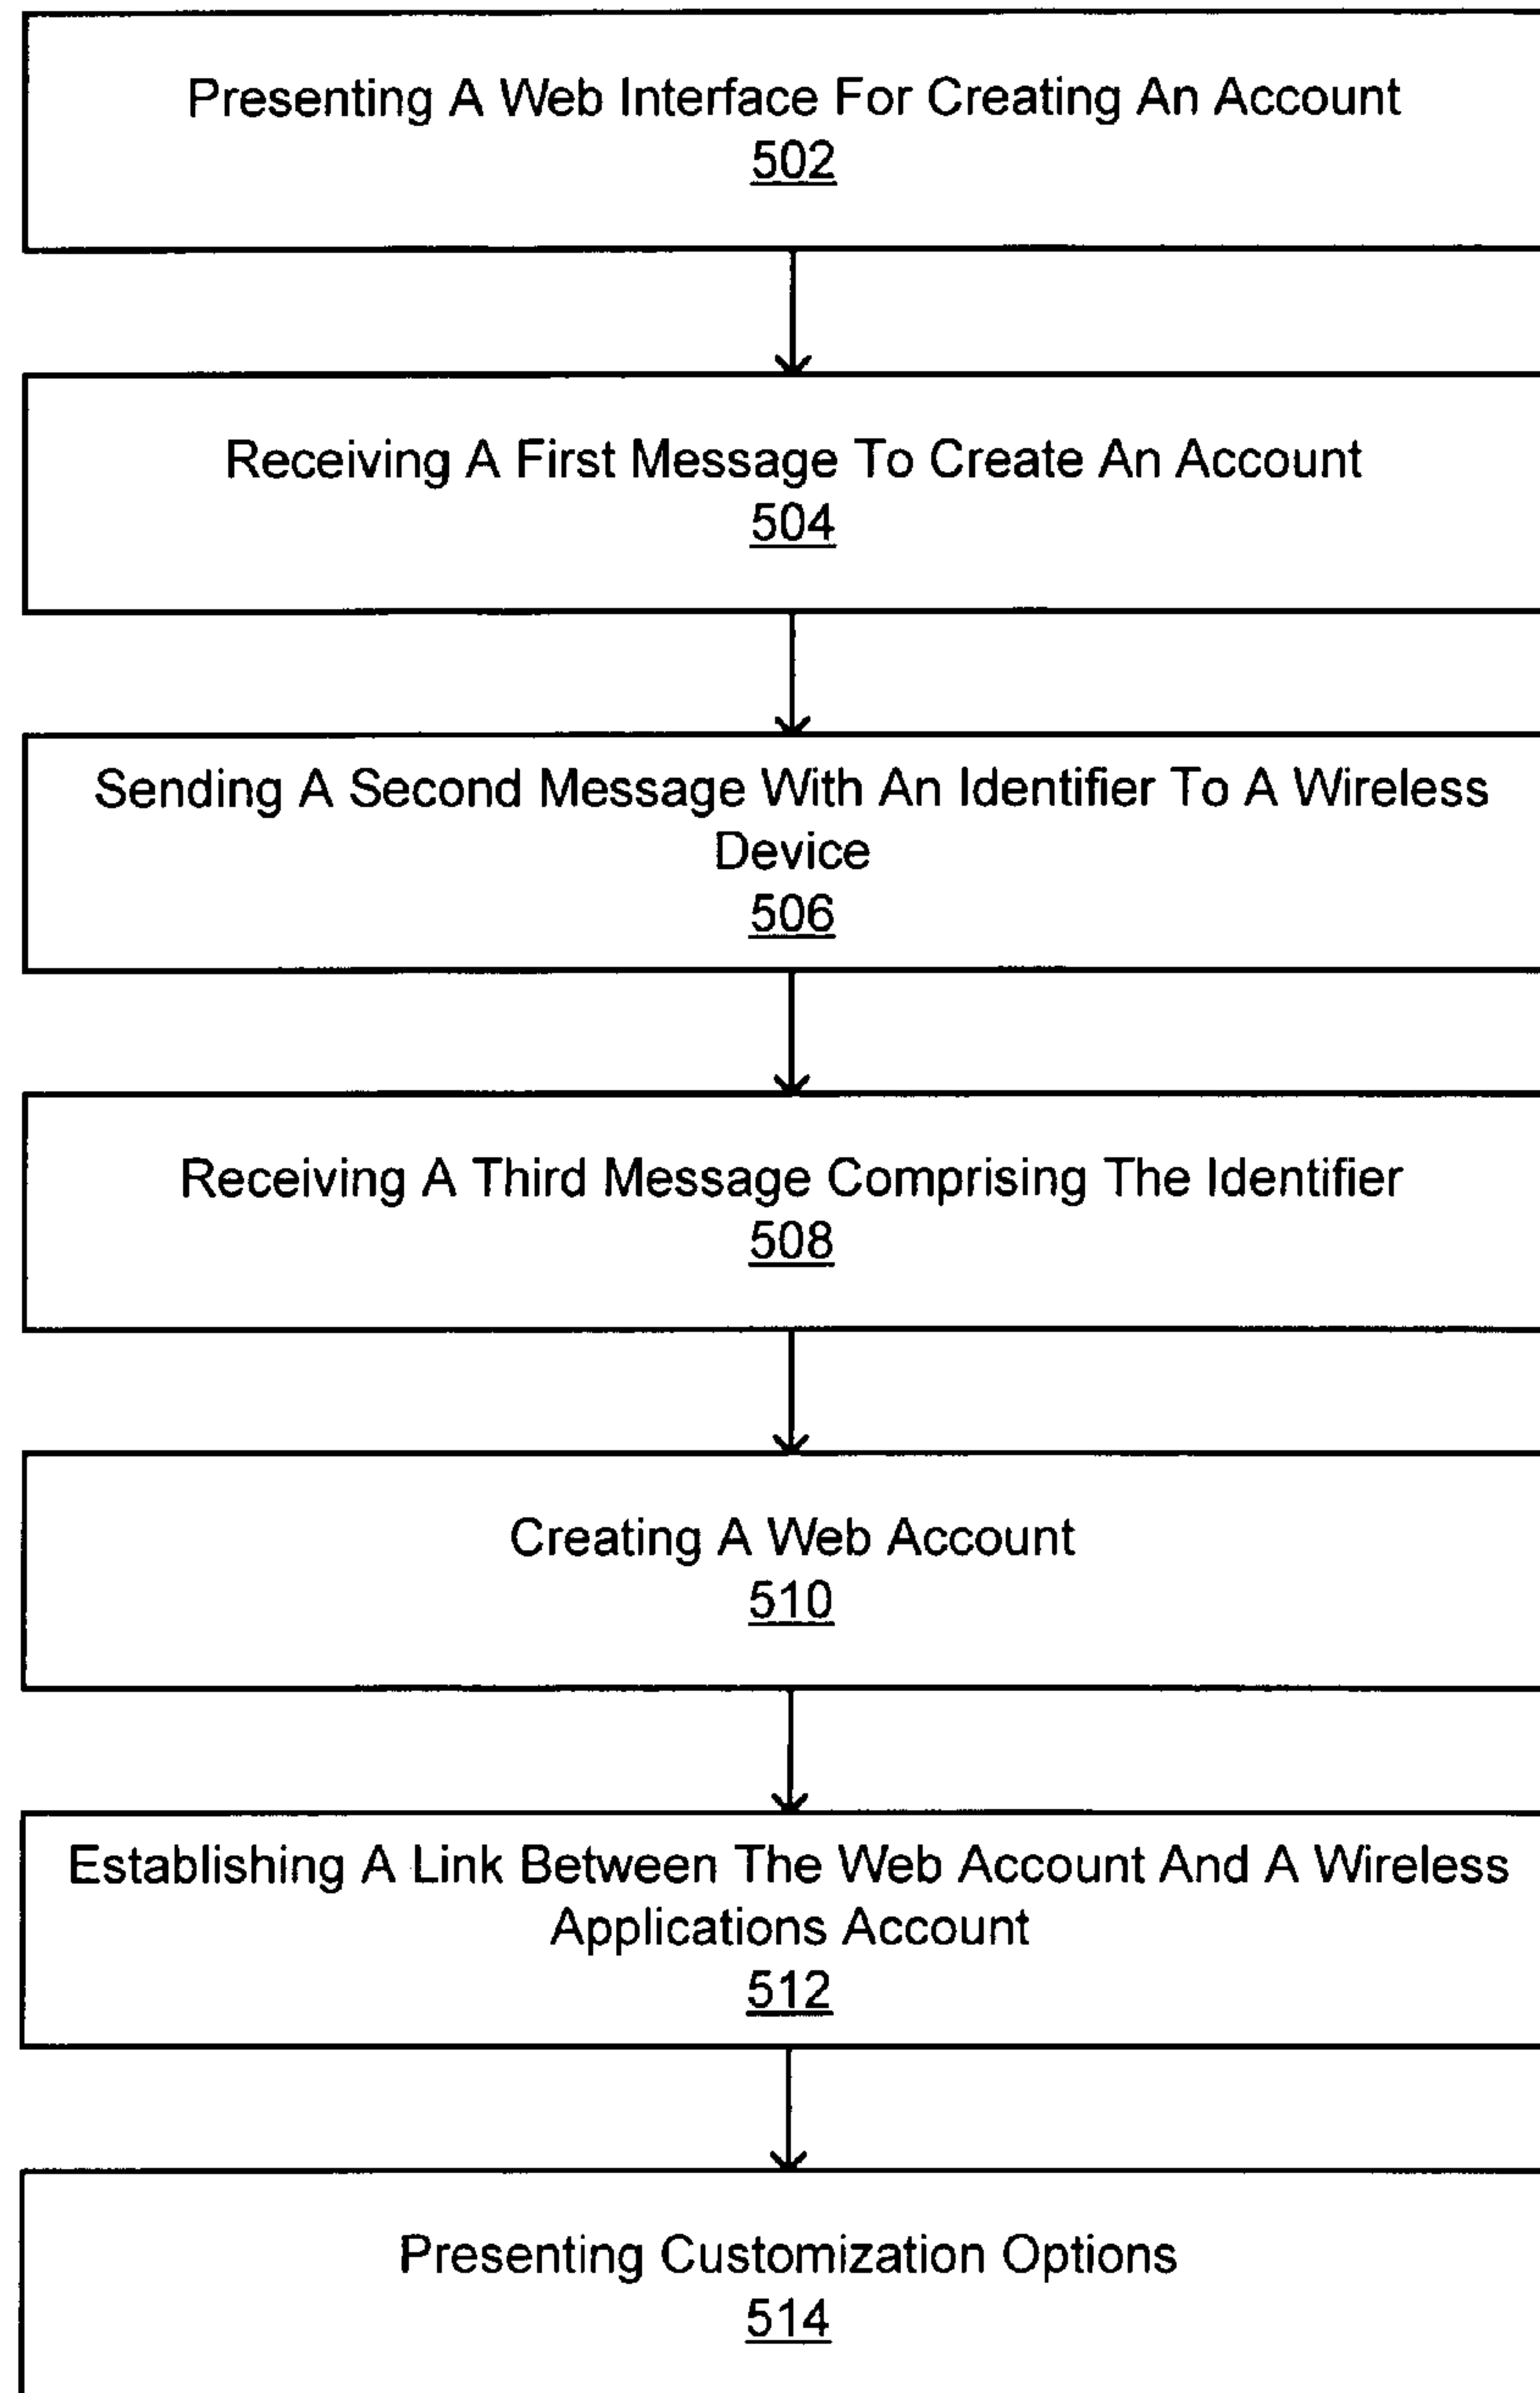 Presenting A Web Interface For Creating An Account
502
Receiving A First Message To Create An Account
504
Sending A Second Message With An Identifier To A Wireless
Device
506
Receiving A Third Message Comprising The Identifier
508
Creating A Web Account
510
Establishing A Link Between The Web Account And A Wireless
Applications Account
512
Presenting Customization Options
514